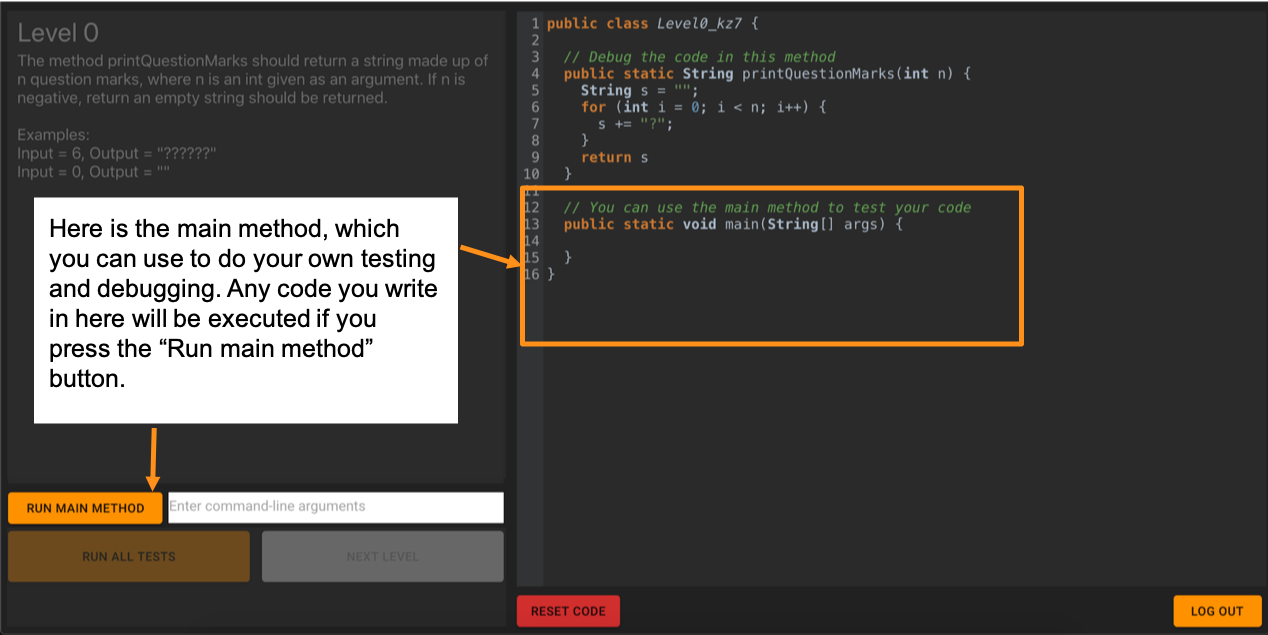 Level 0
The method printQuestionMarks should return a string made up of
n question marks, where n is an int given as an argument. If n is
negative, return an empty string should be returned.
Examples:
Input = 6, Output = "??????"
Input = 0, Output = ""
Here is the main method, which
you can use to do your own testing
and debugging. Any code you write
in here will be executed if you
press the “Run main method”
button.
RUN MAIN METHOD
Enter command-line arguments
RUN ALL TESTS
NEXT LEVEL
1 public class Level0_kz7 {
2
3 // Debug the code in this method
4 public static String printQuestionMarks(int n) {
5 String s = "";
6 for (int i = 0; i < n; i++) {
7 s += "?";
8 }
9 return s
10 }
11
12 // You can use the main method to test your code
13 public static void main(String[] args) {
14
15 }
16 }
RESET CODE
LOG OUT